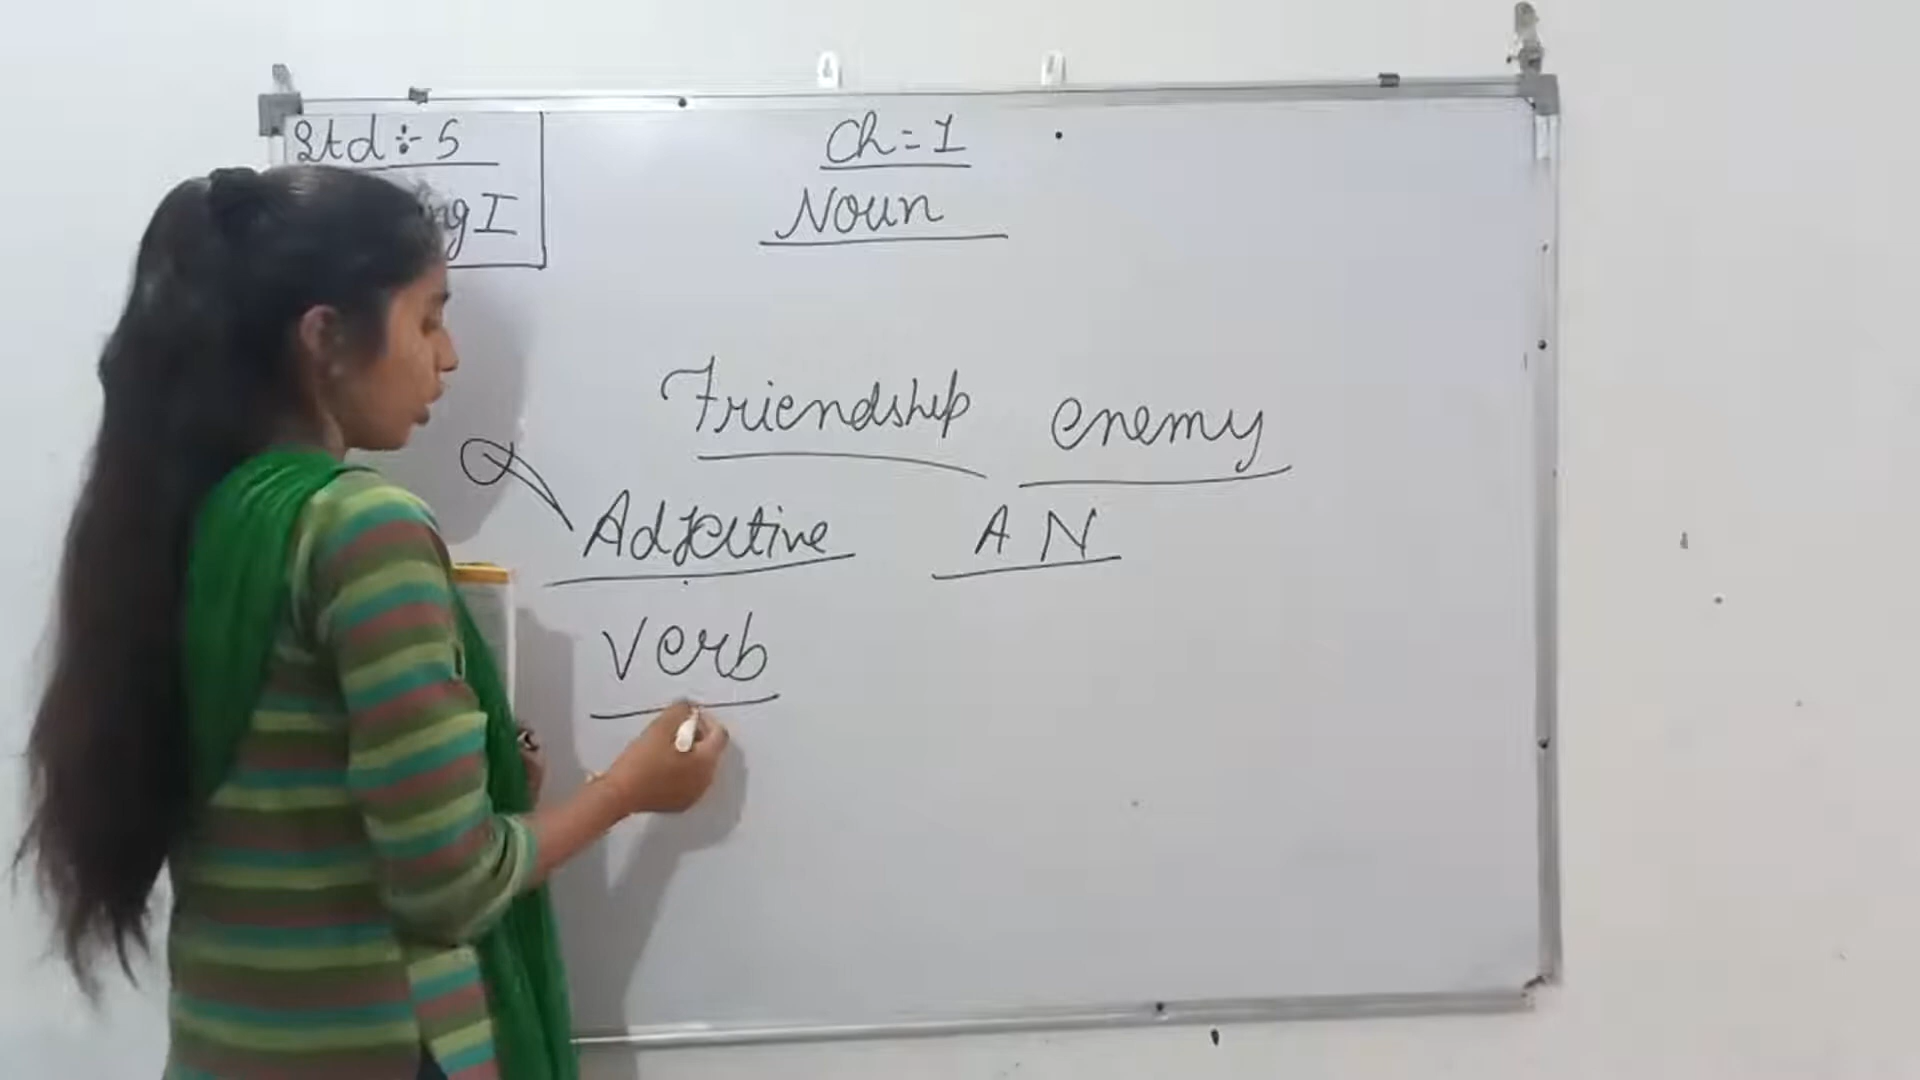 Std ÷ 5
Ch = 1
ng I
Noun
Friendship enemy
Adjective A N
Verb